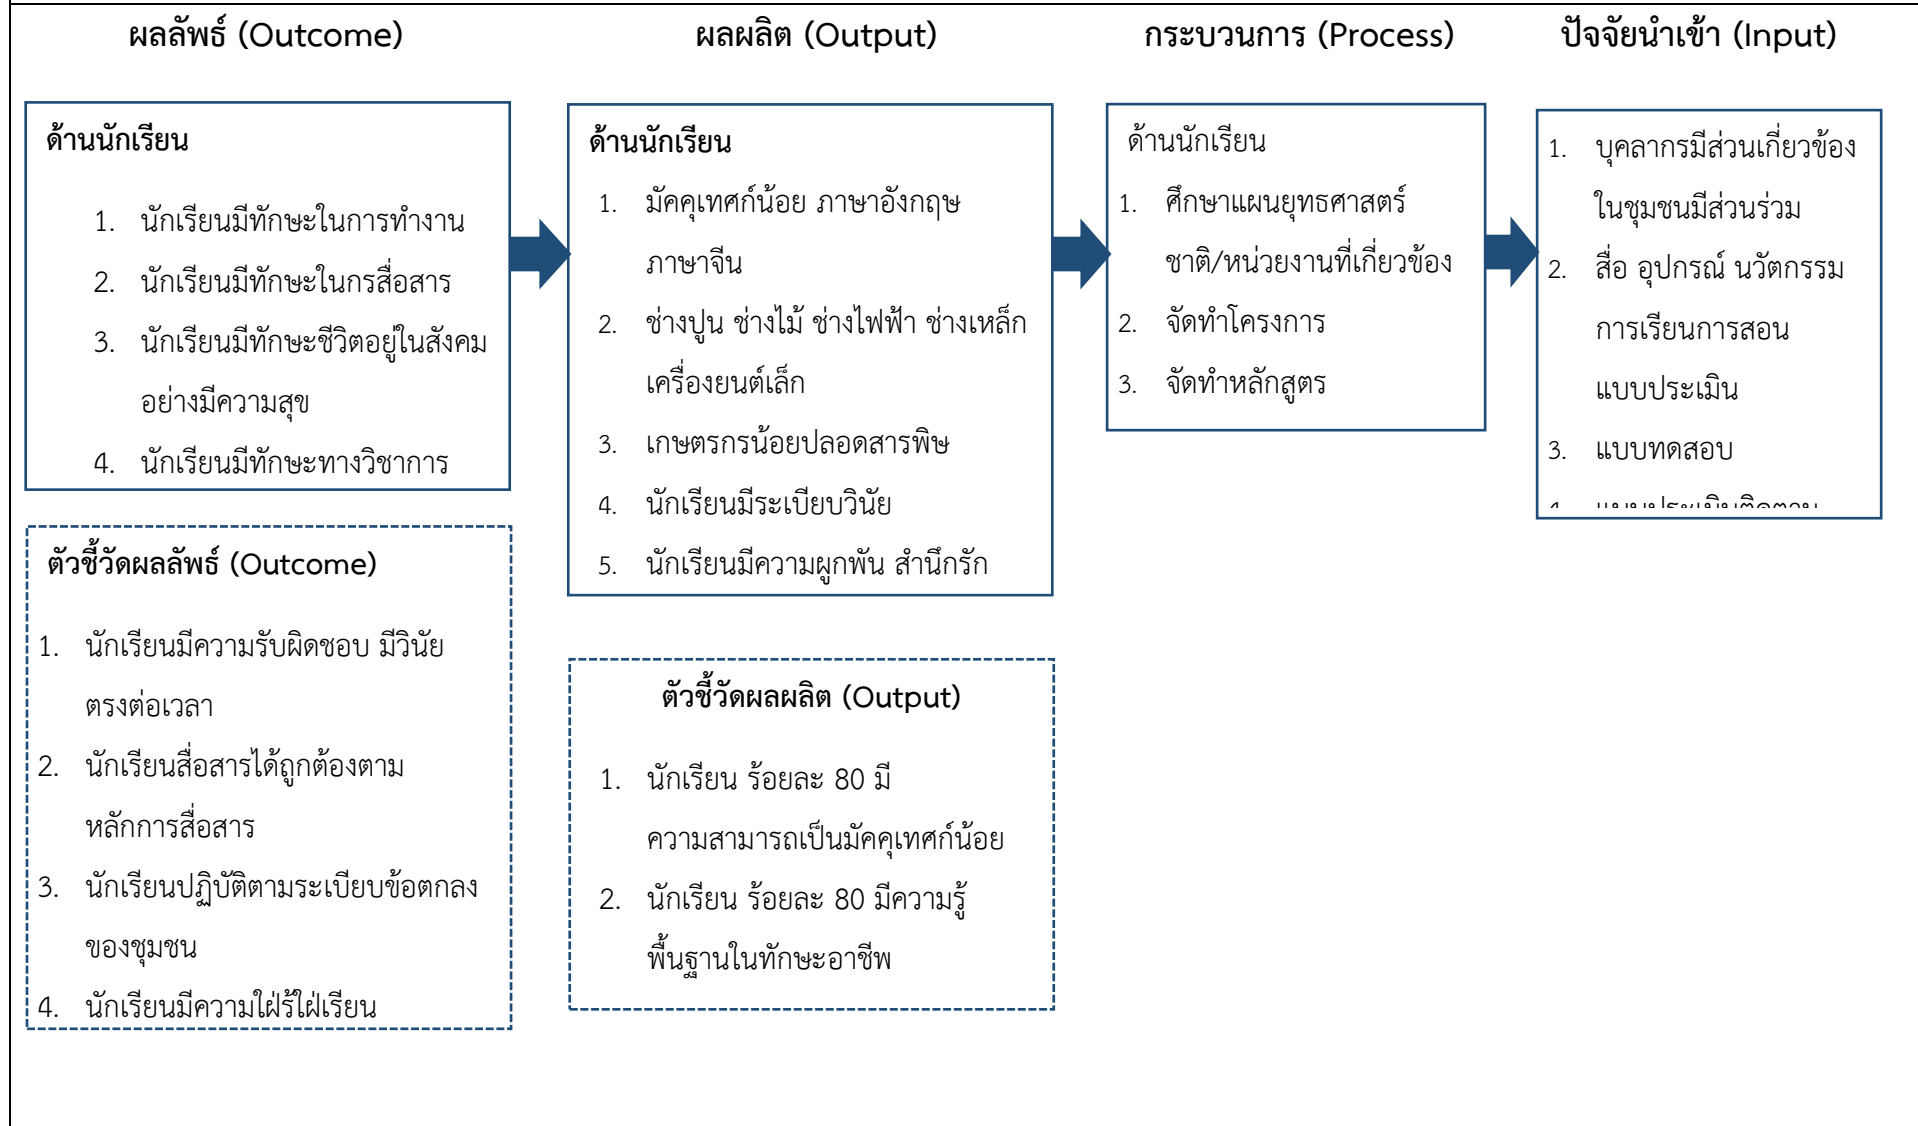 ผลลัพธ์ (Outcome)
ผลผลิต (Output)
กระบวนการ (Process)
ปัจจัยนำเข้า (Input)
ด้านนักเรียน
1. นักเรียนมีทักษะในการทำงาน
2. นักเรียนมีทักษะในกรสื่อสาร
3. นักเรียนมีทักษะชีวิตอยู่ในสังคม
อย่างมีความสุข
4. นักเรียนมีทักษะทางวิชาการ
ตัวชี้วัดผลลัพธ์ (Outcome)
1. นักเรียนมีความรับผิดชอบ มีวินัย
ตรงต่อเวลา
2. นักเรียนสื่อสารได้ถูกต้องตาม
หลักการสื่อสาร
3. นักเรียนปฏิบัติตามระเบียบข้อตกลง
ของชุมชน
4. นักเรียนมีความใฝ่รู้ใฝ่เรียน
ด้านนักเรียน
1. มัคคุเทศก์น้อย ภาษาอังกฤษ
ภาษาจีน
2. ช่างปูน ช่างไม้ ช่างไฟฟ้า ช่างเหล็ก
เครื่องยนต์เล็ก
3. เกษตรกรน้อยปลอดสารพิษ
4. นักเรียนมีระเบียบวินัย
5. นักเรียนมีความผูกพัน สำนึกรัก
ตัวชี้วัดผลผลิต (Output)
1. นักเรียน ร้อยละ 80 มี
ความสามารถเป็นมัคคุเทศก์น้อย
2. นักเรียน ร้อยละ 80 มีความรู้
พื้นฐานในทักษะอาชีพ
ด้านนักเรียน
1. ศึกษาแผนยุทธศาสตร์
ชาติ/หน่วยงานที่เกี่ยวข้อง
2. จัดทำโครงการ
3. จัดทำหลักสูตร
1. บุคลากรมีส่วนเกี่ยวข้อง
ในชุมชนมีส่วนร่วม
2. สื่อ อุปกรณ์ นวัตกรรม
การเรียนการสอน
แบบประเมิน
3. แบบทดสอบ
4. แบบประเมินติดตาม